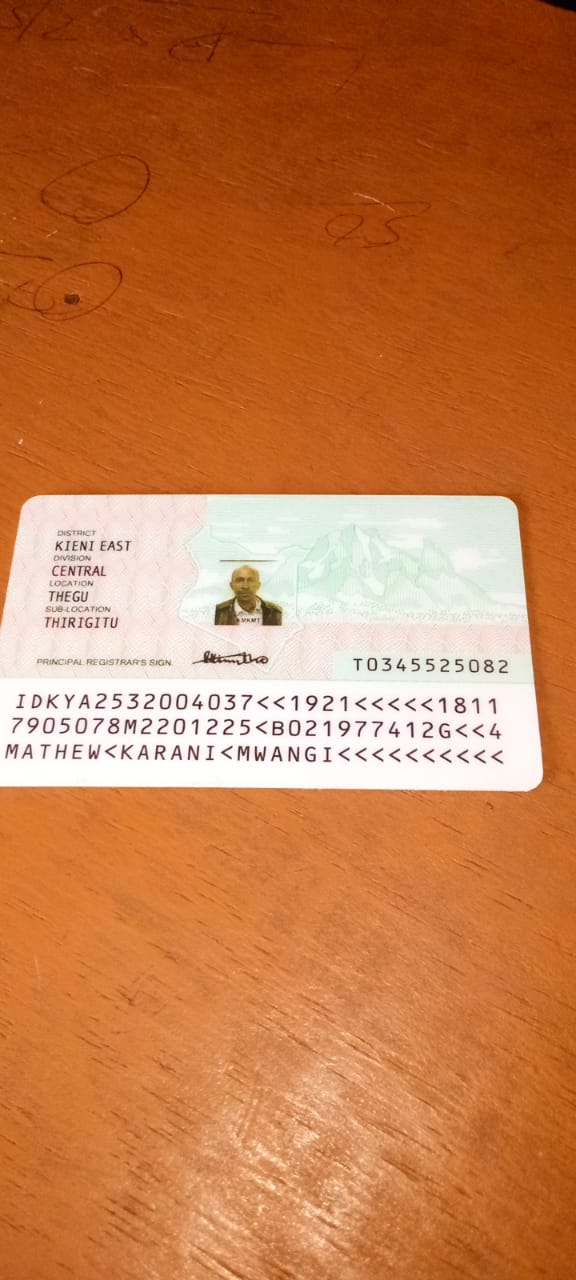 25
DISTRICT
KIENI EAST
DIVISION
CENTRAL
LOCATION
THEGU
SUB-LOCATION
THIRIGITU
PRINCIPAL REGISTRAR'S SIGN.
T0345525082
IDKYA2532004037<<1921<<<<<1811
7905078M2201225<B021977412G<<4
MATHEW<KARANI<MWANGI<<<<<<<<<<